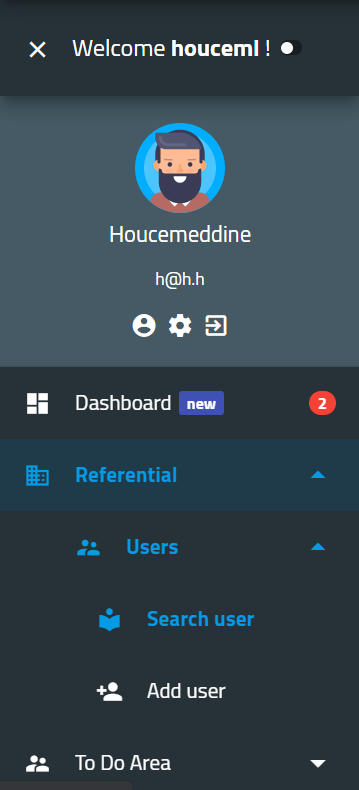 Welcome houceml !
Houcemeddine
h@h.h
Dashboard new 2
Referential
Users
Search user
Add user
To Do Area